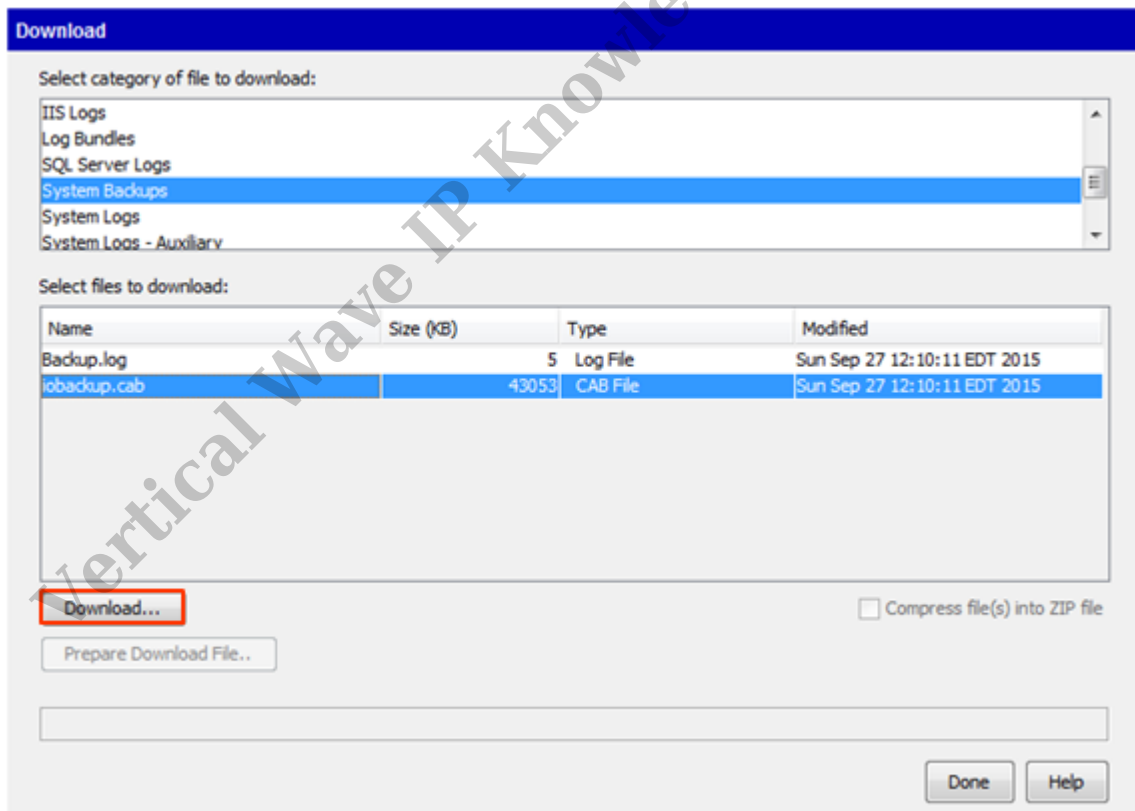 Download
Select category of file to download:
IIS Logs
Log Bundles
SQL Server Logs
System Backups
System Logs
System Logs - Auxiliary
Select files to download:
Name Size (KB) Type Modified
Backup.log 5 Log File Sun Sep 27 12:10:11 EDT 2015
iobackup.cab 43053 CAB File Sun Sep 27 12:10:11 EDT 2015
Download... Compress file(s) into ZIP file
Prepare Download File..
Done Help
Vertical Wave IP Knowle